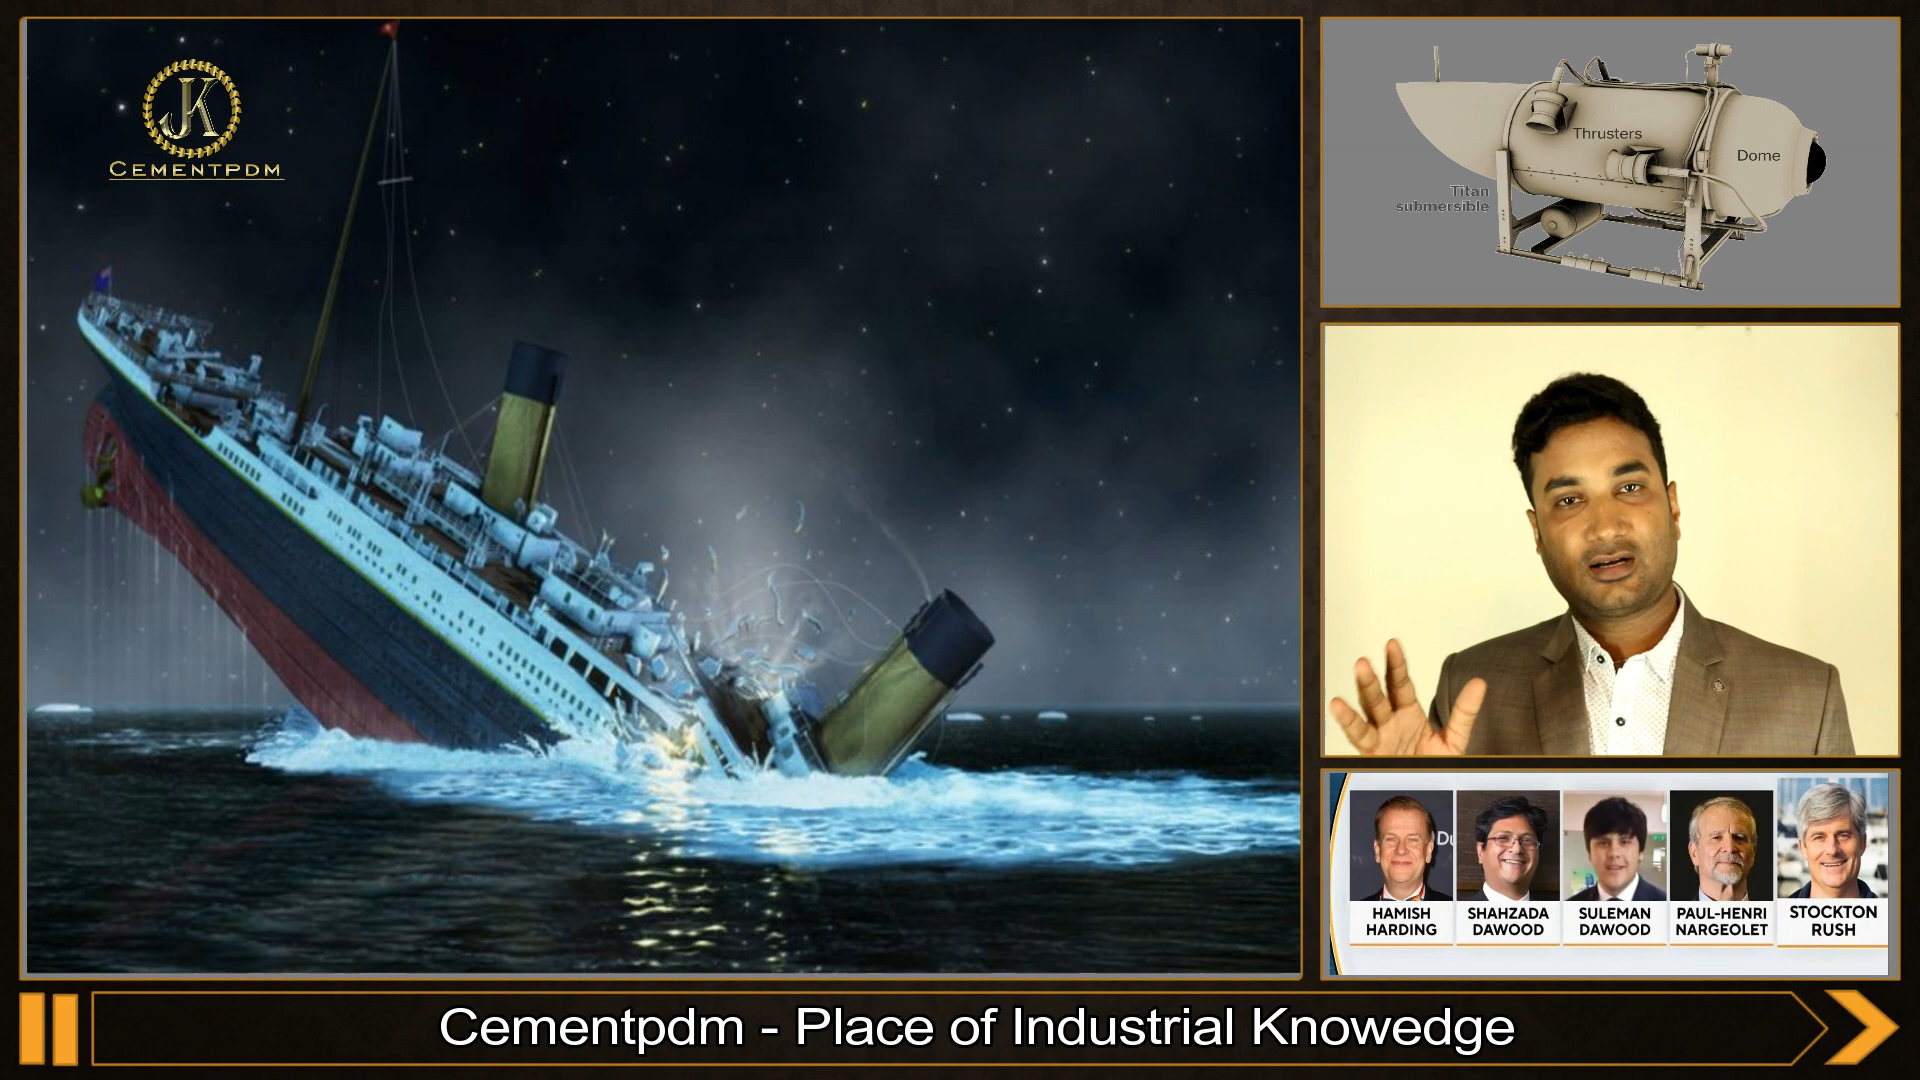 JK
CEMENTPDM
Thrusters
Dome
Titan
submersible
Du
HAMISH
HARDING
SHAHZADA
DAWOOD
SULEMAN
DAWOOD
PAUL-HENRI
NARGEOLET
STOCKTON
RUSH
Cementpdm - Place of Industrial Knowedge